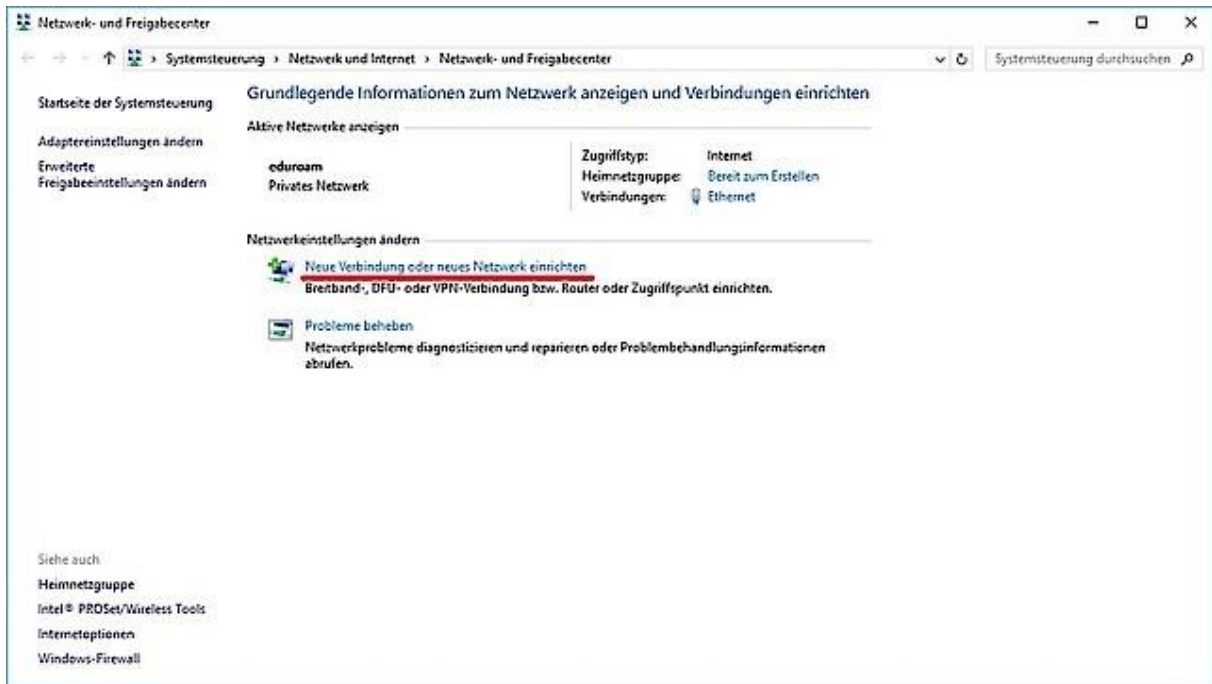 Netzwerk- und Freigabecenter
Systemsteuerung › Netzwerk und Internet › Netzwerk- und Freigabecenter
Systemsteuerung durchsuchen
Startseite der Systemsteuerung
Adaptereinstellungen ändern
Erweiterte
Freigabeeinstellungen ändern
Grundlegende Informationen zum Netzwerk anzeigen und Verbindungen einrichten
Aktive Netzwerke anzeigen
eduroam
Privates Netzwerk
Zugriffstyp: Internet
Heimnetzgruppe: Bereit zum Erstellen
Verbindungen: Ethernet
Netzwerkeinstellungen ändern
Neue Verbindung oder neues Netzwerk einrichten
Breitband-, DFÜ- oder VPN-Verbindung bzw. Router oder Zugriffspunkt einrichten.
Probleme beheben
Netzwerkprobleme diagnostizieren und reparieren oder Problembehandlungsinformationen
abrufen.
Siehe auch
Heimnetzgruppe
Intel® PROSet/Wireless Tools
Internetoptionen
Windows-Firewall